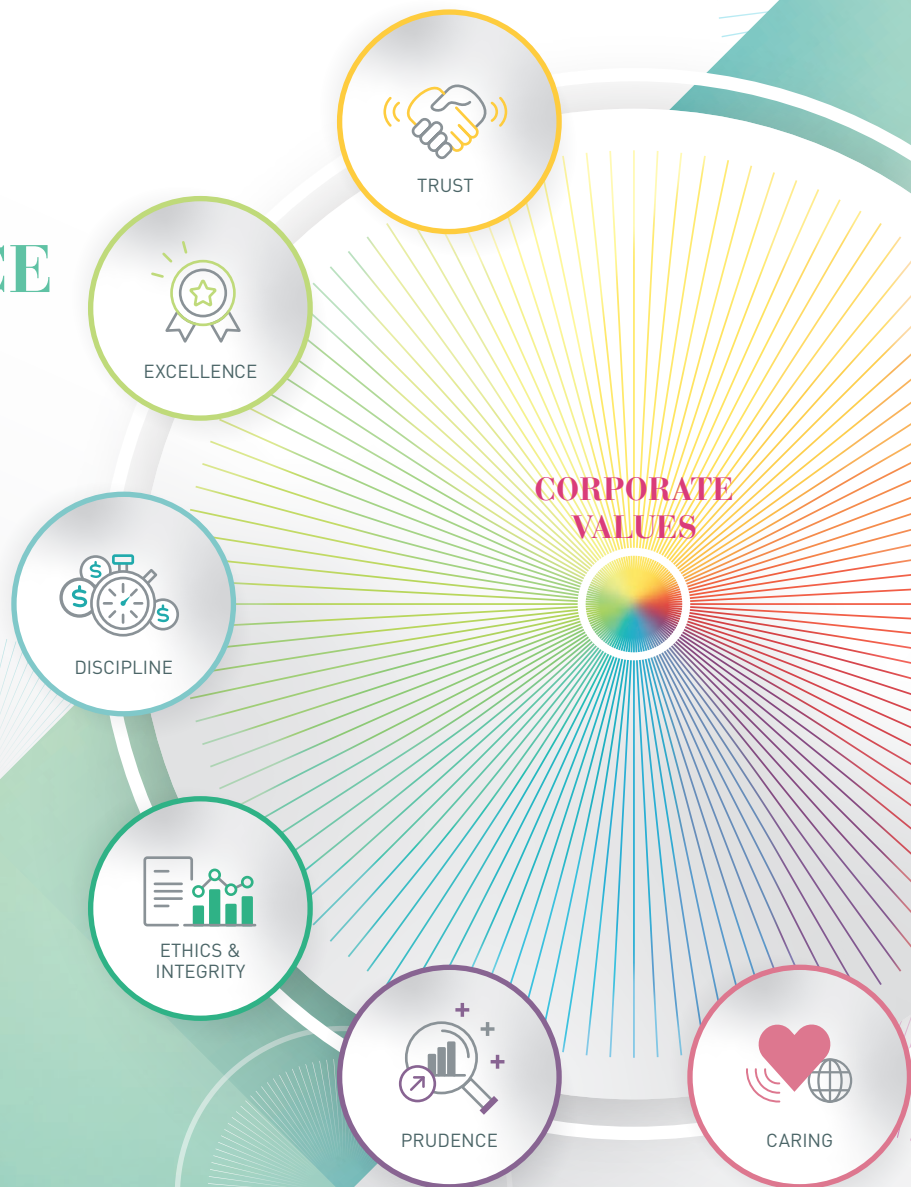 TRUST
CE
EXCELLENCE
CORPORATE
VALUES
$
$
$
DISCIPLINE
ETHICS &
INTEGRITY
PRUDENCE
CARING